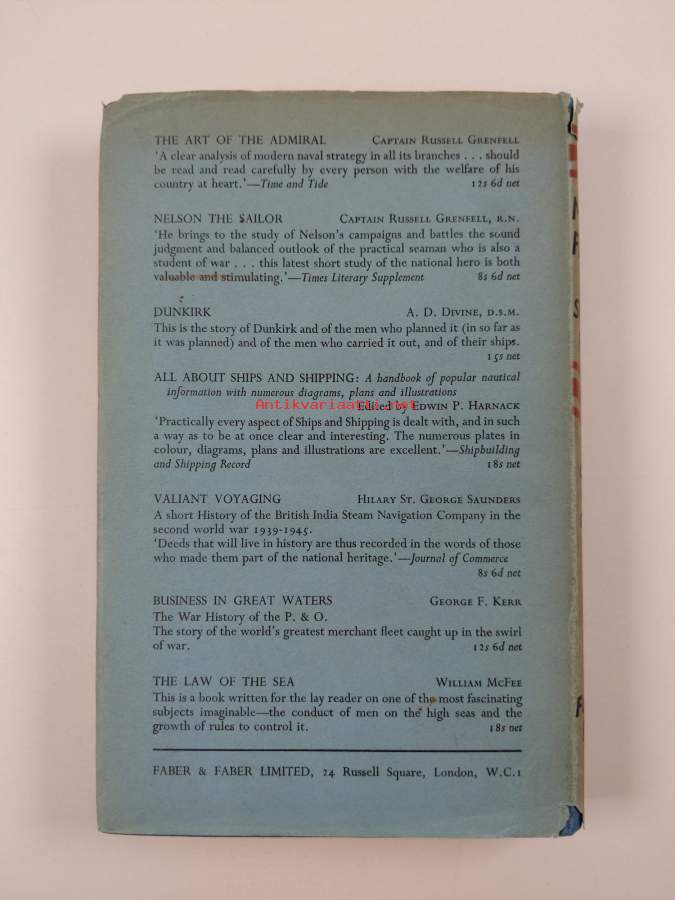 THE ART OF THE ADMIRAL CAPTAIN RUSSELL GRENFELL
'A clear analysis of modern naval strategy in all its branches . . . should
be read and read carefully by every person with the welfare of his
country at heart.'—Time and Tide 12s 6d net
NELSON THE SAILOR CAPTAIN RUSSELL GRENFELL, R.N.
'He brings to the study of Nelson's campaigns and battles the sound
judgment and balanced outlook of the practical seaman who is also a
student of war . . . this latest short study of the national hero is both
valuable and stimulating.'—Times Literary Supplement 8s 6d net
DUNKIRK A. D. DIVINE, D.S.M.
This is the story of Dunkirk and of the men who planned it (in so far as
it was planned) and of the men who carried it out, and of their ships.
15s net
ALL ABOUT SHIPS AND SHIPPING: A handbook of popular nautical
information with numerous diagrams, plans and illustrations
Antikvariaatti.net
Edited by EDWIN P. HARNACK
'Practically every aspect of Ships and Shipping is dealt with, and in such
a way as to be at once clear and interesting. The numerous plates in
colour, diagrams, plans and illustrations are excellent.'—Shipbuilding
and Shipping Record 18s net
VALIANT VOYAGING HILARY ST. GEORGE SAUNDERS
A short History of the British India Steam Navigation Company in the
second world war 1939-1945.
'Deeds that will live in history are thus recorded in the words of those
who made them part of the national heritage.'—Journal of Commerce
8s 6d net
BUSINESS IN GREAT WATERS GEORGE F. KERR
The War History of the P. & O.
The story of the world's greatest merchant fleet caught up in the swirl
of war. 12s 6d net
THE LAW OF THE SEA WILLIAM MCFEE
This is a book written for the lay reader on one of the most fascinating
subjects imaginable—the conduct of men on the high seas and the
growth of rules to control it. 18s net
FABER & FABER LIMITED, 24 Russell Square, London, W.C.1